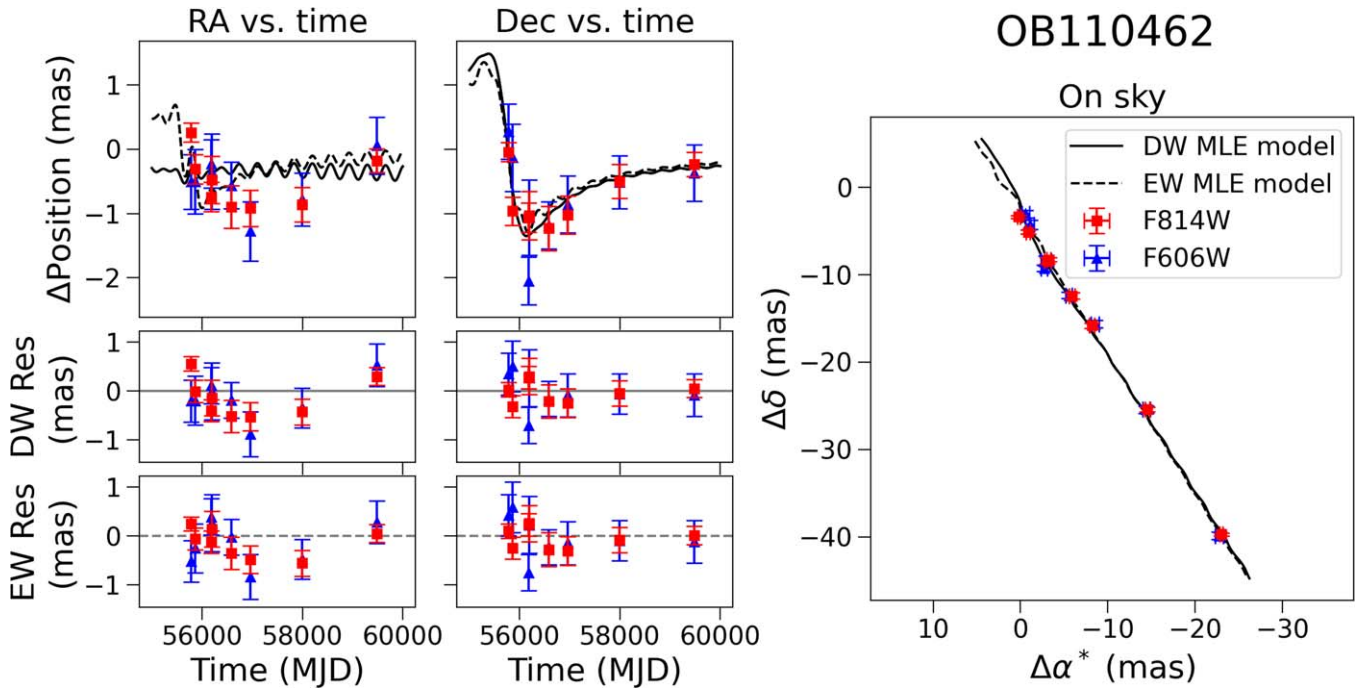 RA vs. time
Dec vs. time
OB110462
On sky
ΔPosition (mas)
1
0
−1
−2
DW Res
(mas)
1
0
−1
EW Res
(mas)
1
0
−1
56000
58000
60000
Time (MJD)
56000
58000
60000
Time (MJD)
DW MLE model
EW MLE model
F814W
F606W
Δδ (mas)
0
−10
−20
−30
−40
10
0
−10
−20
−30
Δα* (mas)